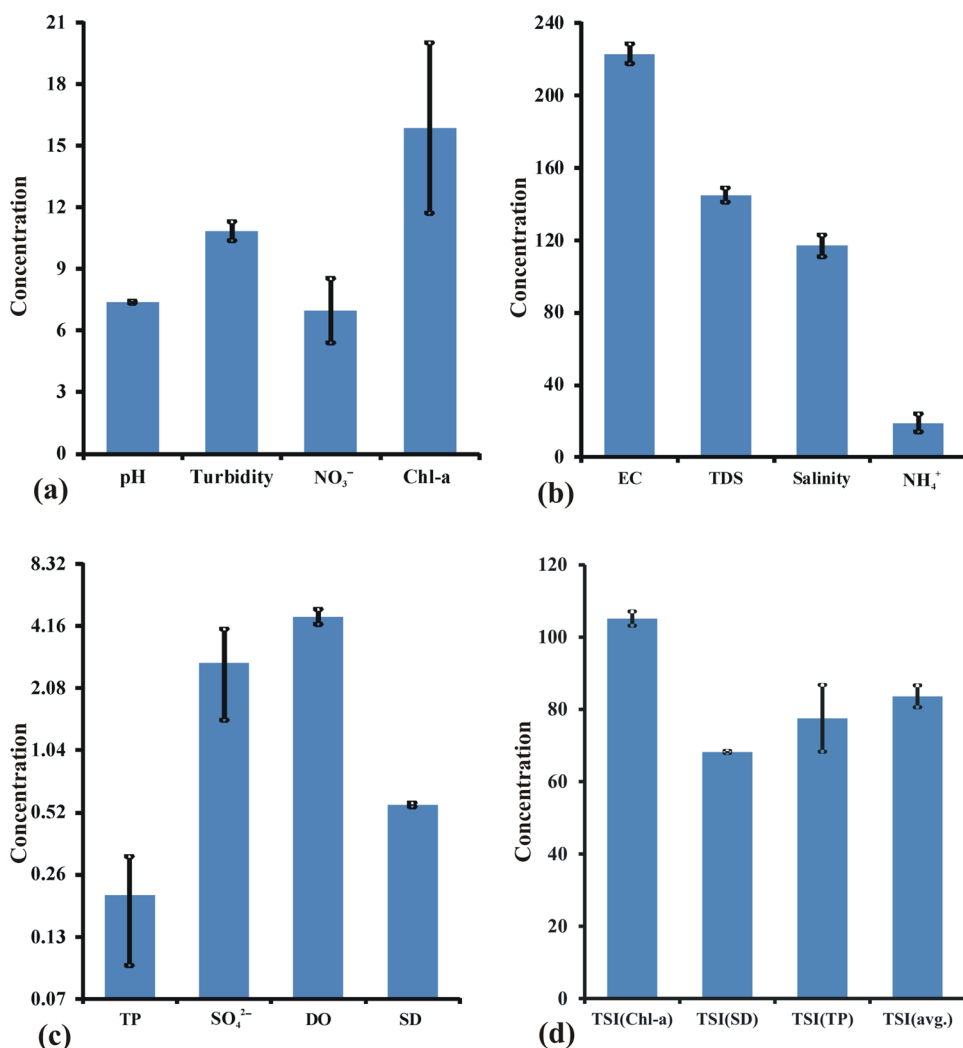 Concentration
21
18
15
12
9
6
3
0
pH Turbidity NO₃⁻ Chl-a
(a)
Concentration
240
200
160
120
80
40
0
EC TDS Salinity NH₄⁺
(b)
Concentration
8.32
4.16
2.08
1.04
0.52
0.26
0.13
0.07
TP SO₄²⁻ DO SD
(c)
Concentration
120
100
80
60
40
20
0
TSI(Chl-a) TSI(SD) TSI(TP) TSI(avg.)
(d)